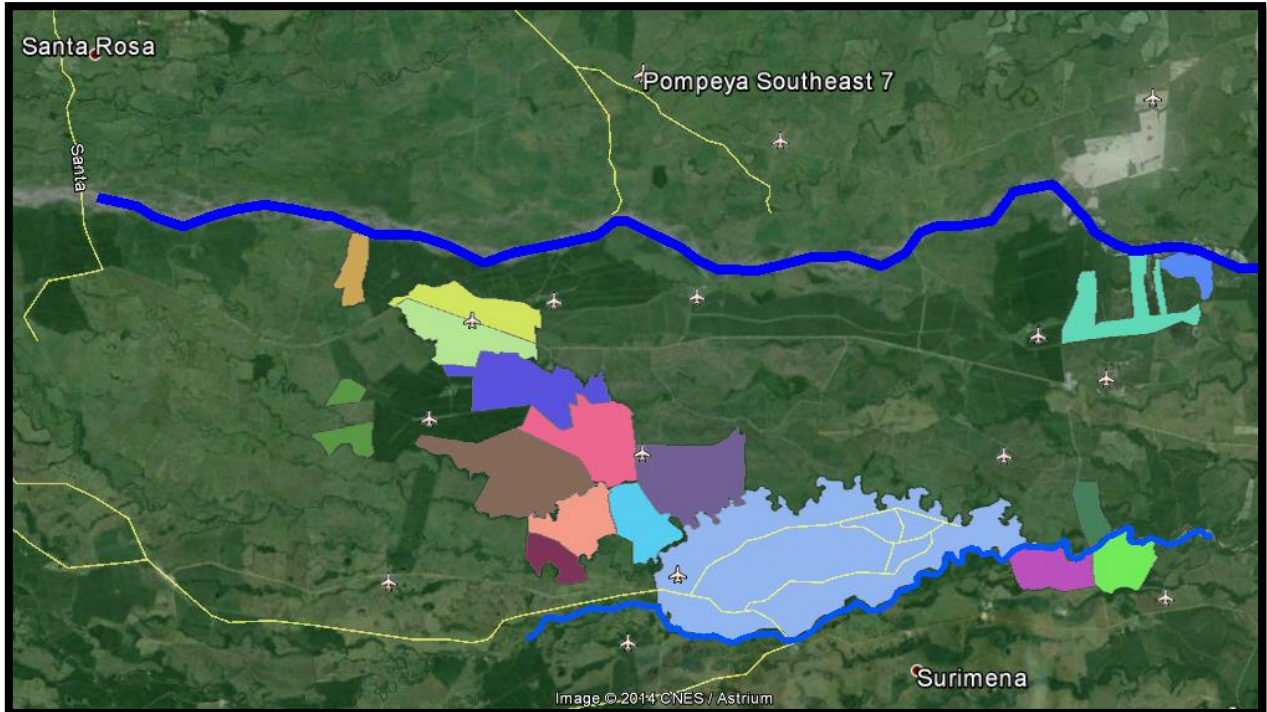 Santa Rosa
Pompeya Southeast 7
Santa
Surimena
Image © 2014 CNES / Astrium